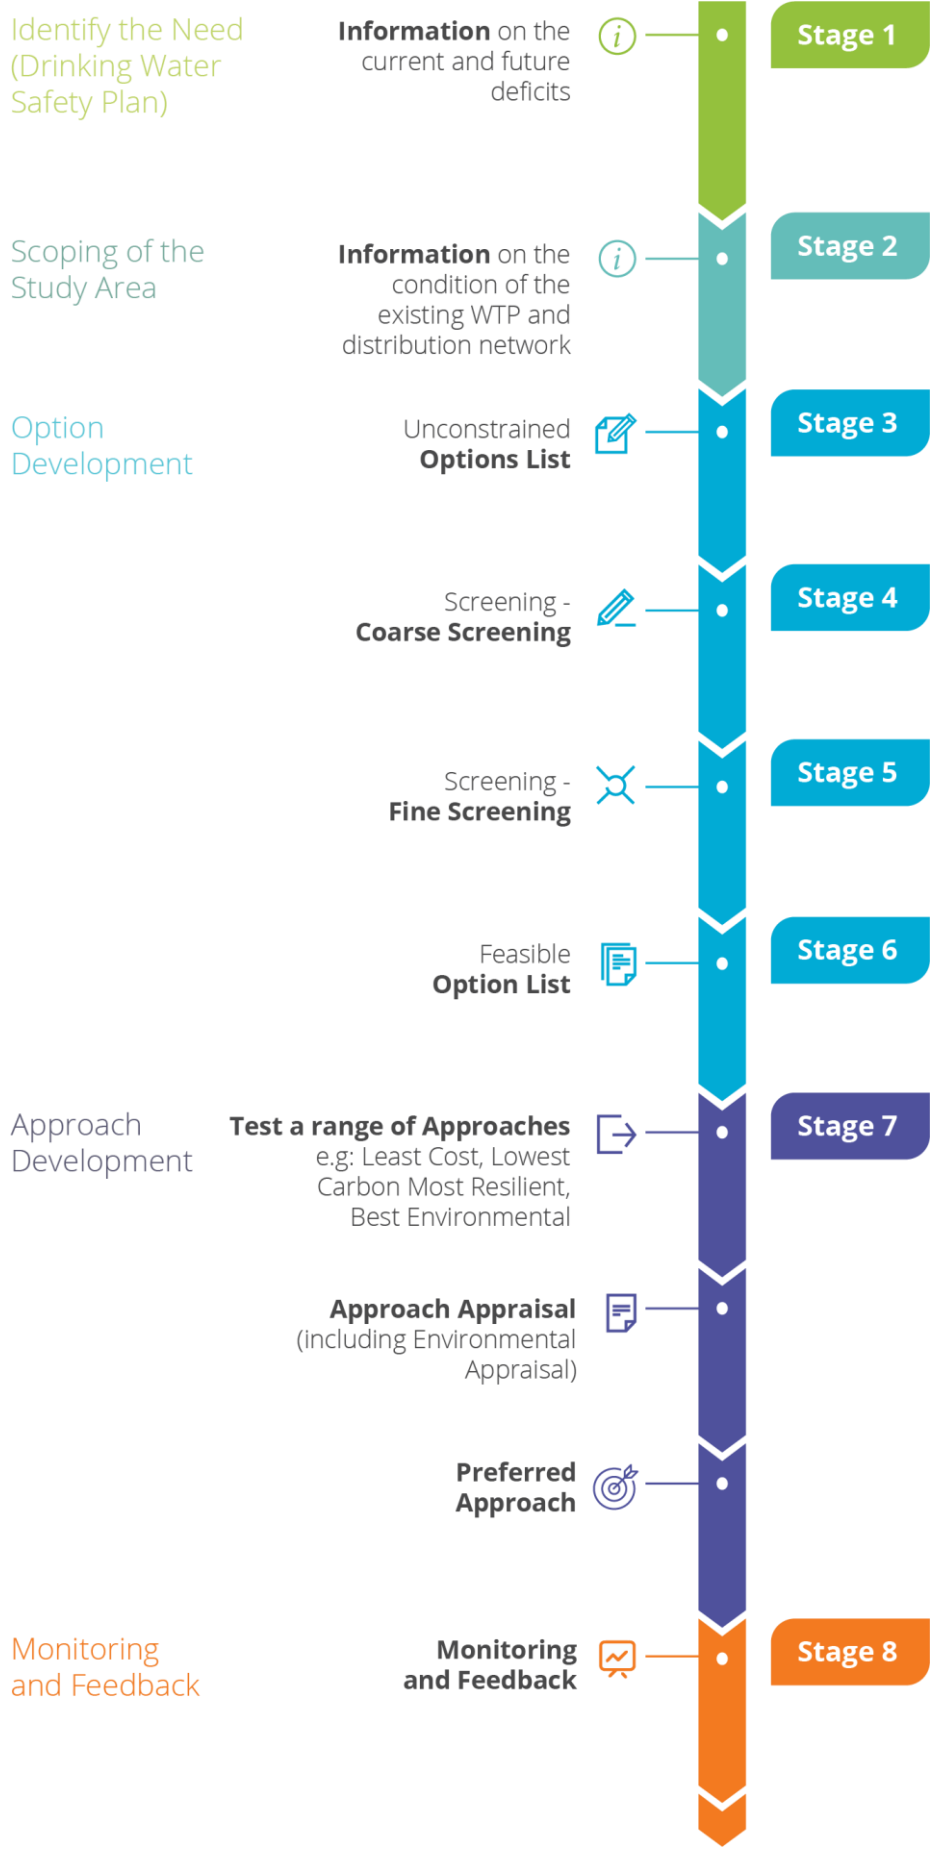 Identify the Need
(Drinking Water
Safety Plan)
Information on the
current and future
deficits
Stage 1
Scoping of the
Study Area
Information on the
condition of the
existing WTP and
distribution network
Stage 2
Option
Development
Unconstrained
Options List
Stage 3
Screening -
Coarse Screening
Stage 4
Screening -
Fine Screening
Stage 5
Feasible
Option List
Stage 6
Approach
Development
Test a range of Approaches
e.g: Least Cost, Lowest
Carbon Most Resilient,
Best Environmental
Stage 7
Approach Appraisal
(including Environmental
Appraisal)
Preferred
Approach
Monitoring
and Feedback
Monitoring
and Feedback
Stage 8